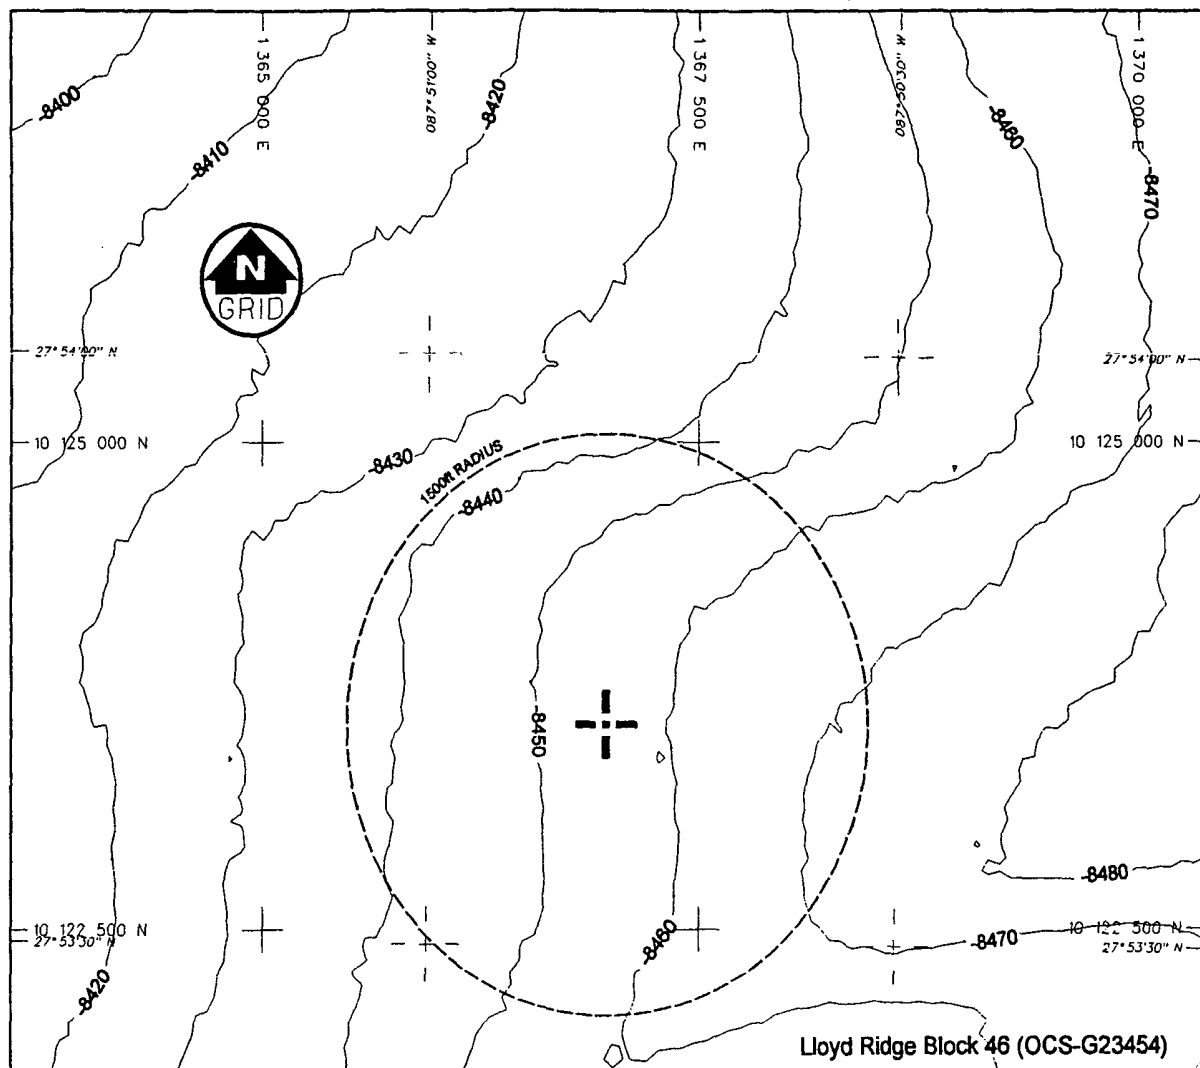 1 365 000 E
087°51'00" W
1 367 500 E
087°50'30" W
1 370 000 E
-8400
-8410
-8420
-8460
-8470
N
GRID
27°54'00" N
27°54'00" N
10 125 000 N
10 125 000 N
-8430
1500ft RADIUS
-8440
-8450
-8480
10 122 500 N
27°53'30" N
-8460
-8470
10 122 500 N
27°53'30" N
-8420
Lloyd Ridge Block 46 (OCS-G23454)